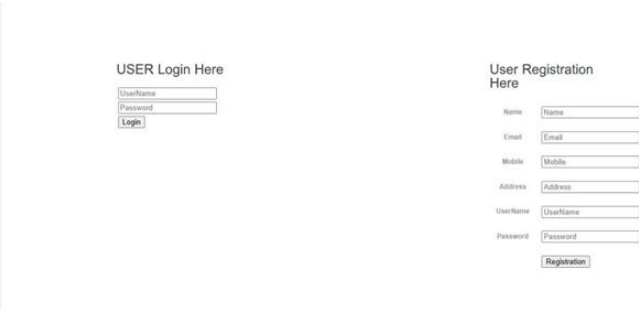 USER Login Here
UserName
Password
Login
User Registration
Here
Name Name
Email Email
Mobile Mobile
Address Address
UserName UserName
Password Password
Registration